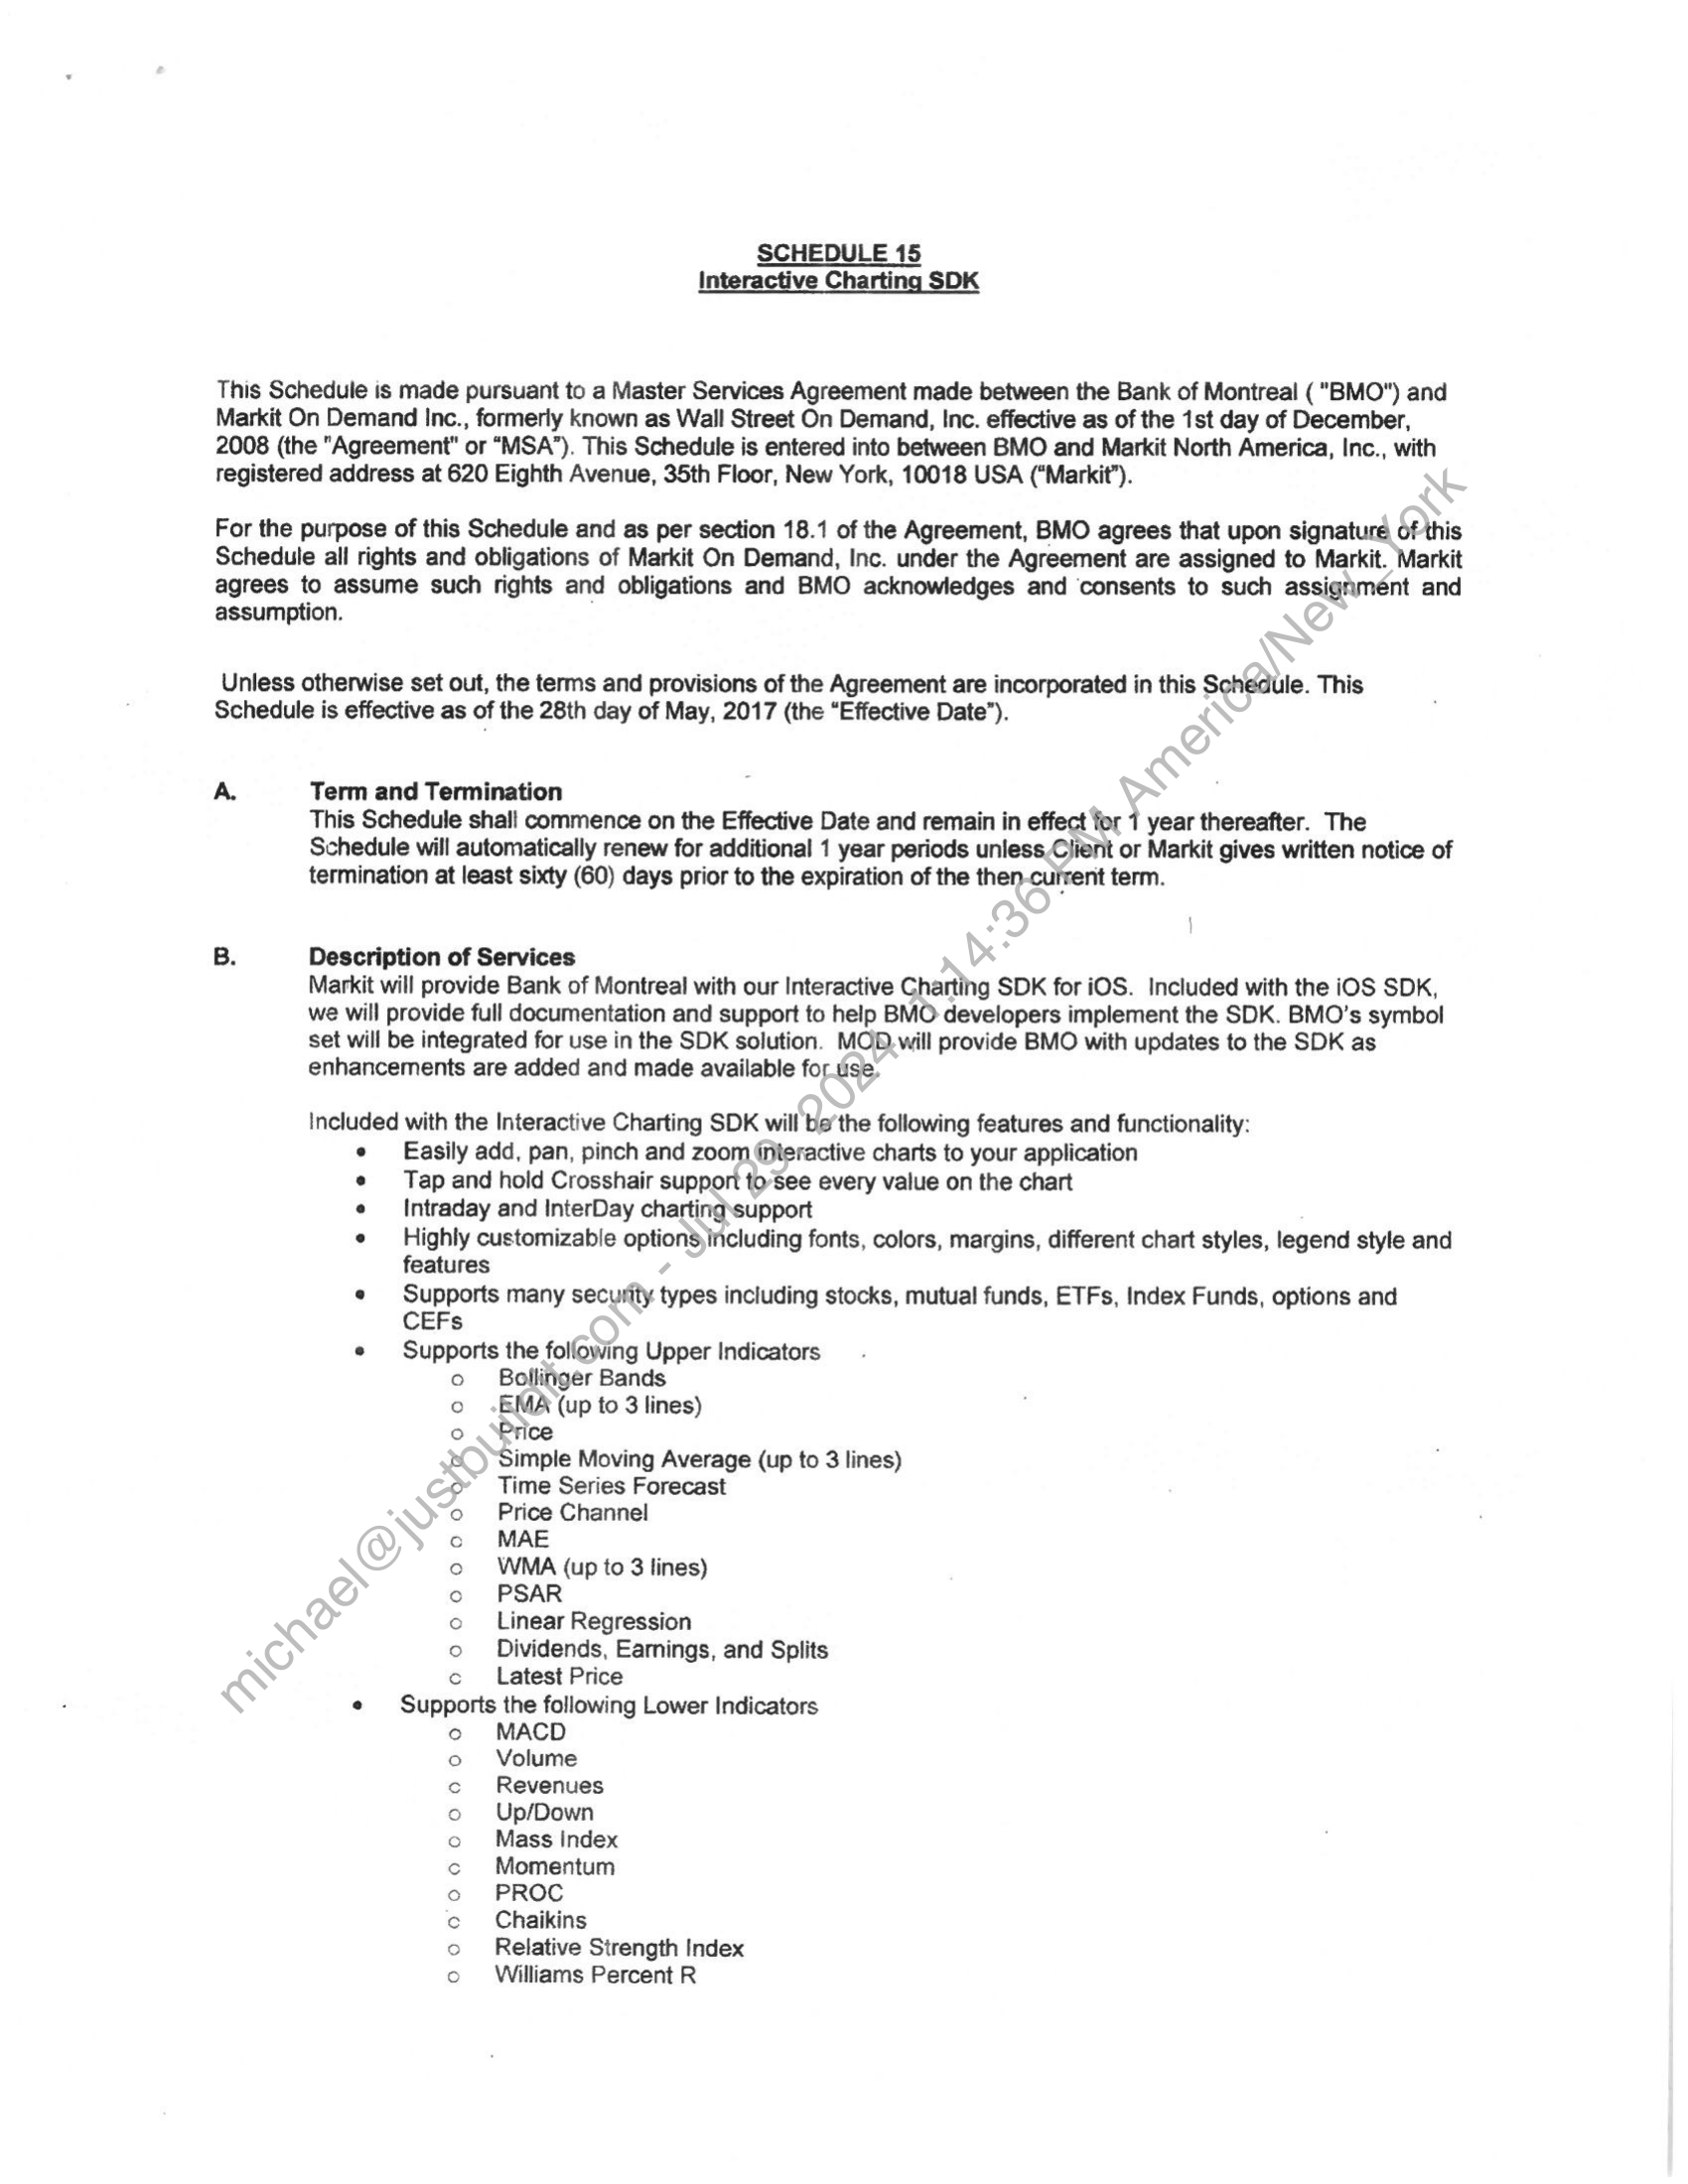 SCHEDULE 15
Interactive Charting SDK
This Schedule is made pursuant to a Master Services Agreement made between the Bank of Montreal ( "BMO") and
Markit On Demand Inc., formerly known as Wall Street On Demand, Inc. effective as of the 1st day of December,
2008 (the "Agreement" or “MSA”). This Schedule is entered into between BMO and Markit North America, Inc., with
registered address at 620 Eighth Avenue, 35th Floor, New York, 10018 USA (“Markit”).
For the purpose of this Schedule and as per section 18.1 of the Agreement, BMO agrees that upon signature of this
Schedule all rights and obligations of Markit On Demand, Inc. under the Agreement are assigned to Markit. Markit
agrees to assume such rights and obligations and BMO acknowledges and consents to such assignment and
assumption.
Unless otherwise set out, the terms and provisions of the Agreement are incorporated in this Schedule. This
Schedule is effective as of the 28th day of May, 2017 (the “Effective Date”).
A. Term and Termination
This Schedule shall commence on the Effective Date and remain in effect for 1 year thereafter. The
Schedule will automatically renew for additional 1 year periods unless Client or Markit gives written notice of
termination at least sixty (60) days prior to the expiration of the then current term.
B. Description of Services
Markit will provide Bank of Montreal with our Interactive Charting SDK for iOS. Included with the iOS SDK,
we will provide full documentation and support to help BMO developers implement the SDK. BMO's symbol
set will be integrated for use in the SDK solution. MOD will provide BMO with updates to the SDK as
enhancements are added and made available for use.
Included with the Interactive Charting SDK will be the following features and functionality:
• Easily add, pan, pinch and zoom interactive charts to your application
• Tap and hold Crosshair support to see every value on the chart
• Intraday and InterDay charting support
• Highly customizable options including fonts, colors, margins, different chart styles, legend style and
features
• Supports many security types including stocks, mutual funds, ETFs, Index Funds, options and
CEFs
• Supports the following Upper Indicators
o Bollinger Bands
o EMA (up to 3 lines)
o Price
o Simple Moving Average (up to 3 lines)
o Time Series Forecast
o Price Channel
o MAE
o WMA (up to 3 lines)
o PSAR
o Linear Regression
o Dividends, Earnings, and Splits
o Latest Price
• Supports the following Lower Indicators
o MACD
o Volume
o Revenues
o Up/Down
o Mass Index
o Momentum
o PROC
o Chaikins
o Relative Strength Index
o Williams Percent R
michael@justbuildit.com - Jul 29, 2024, 1:14:36 PM America/New_York